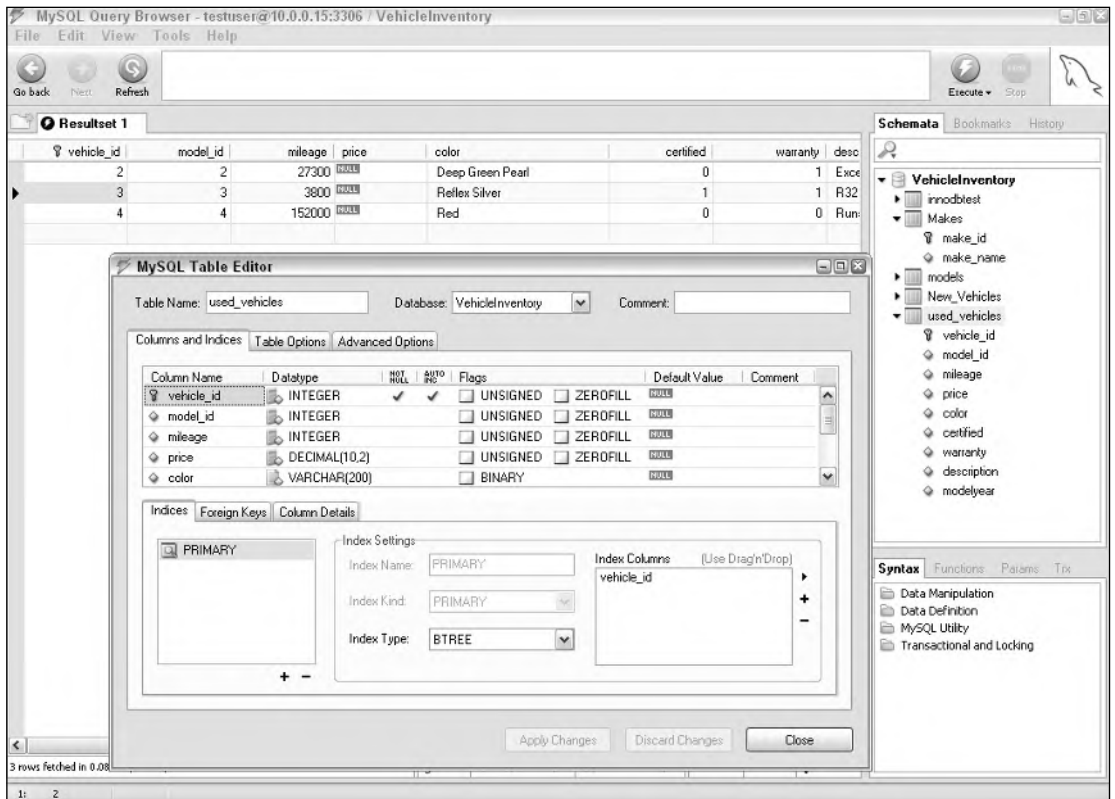 MySQL Query Browser - testuser@10.0.0.15:3306 / VehicleInventory
File Edit View Tools Help
Go back Next Refresh Execute Stop
Resultset 1
Schemata Bookmarks History
vehicle_id model_id mileage price color certified warranty desc
2 2 27300 NULL Deep Green Pearl 0 1 Exce
3 3 3800 NULL Reflex Silver 1 1 R32
4 4 152000 NULL Red 0 0 Run
VehicleInventory
innodbtest
Makes
make_id
make_name
models
New_Vehicles
used_vehicles
vehicle_id
model_id
mileage
price
color
certified
warranty
description
modelyear
MySQL Table Editor
Table Name: used_vehicles Database: VehicleInventory Comment:
Columns and Indices Table Options Advanced Options
Column Name Datatype NOT NULL AUTO INC Flags Default Value Comment
vehicle_id INTEGER UNSIGNED ZEROFILL NULL
model_id INTEGER UNSIGNED ZEROFILL NULL
mileage INTEGER UNSIGNED ZEROFILL NULL
price DECIMAL(10,2) UNSIGNED ZEROFILL NULL
color VARCHAR(200) BINARY NULL
Indices Foreign Keys Column Details
PRIMARY
Index Settings
Index Name: PRIMARY
Index Kind: PRIMARY
Index Type: BTREE
Index Columns (Use Drag'n'Drop)
vehicle_id
Apply Changes Discard Changes Close
Syntax Functions Params Trx
Data Manipulation
Data Definition
MySQL Utility
Transactional and Locking
3 rows fetched in 0.08
1: 2